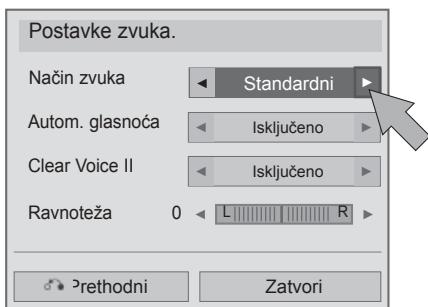 Postavke zvuka.
Način zvuka ◄ Standardni ►
Autom. glasnoća ◄ Isključeno ►
Clear Voice II ◄ Isključeno ►
Ravnoteža 0 ◄ L R ►
Prethodni Zatvori